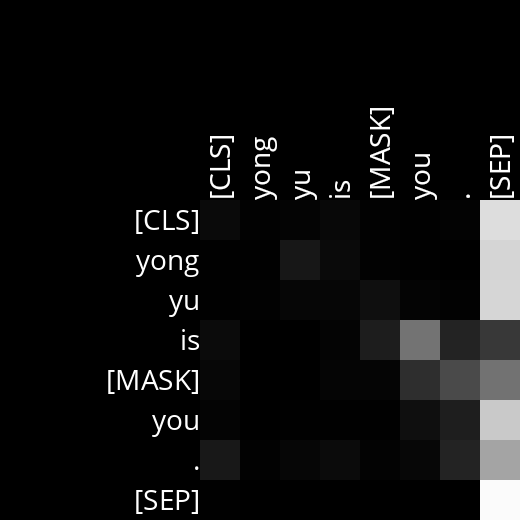 [CLS] yong yu is [MASK] you . [SEP]
[CLS]
yong
yu
is
[MASK]
you
.
[SEP]